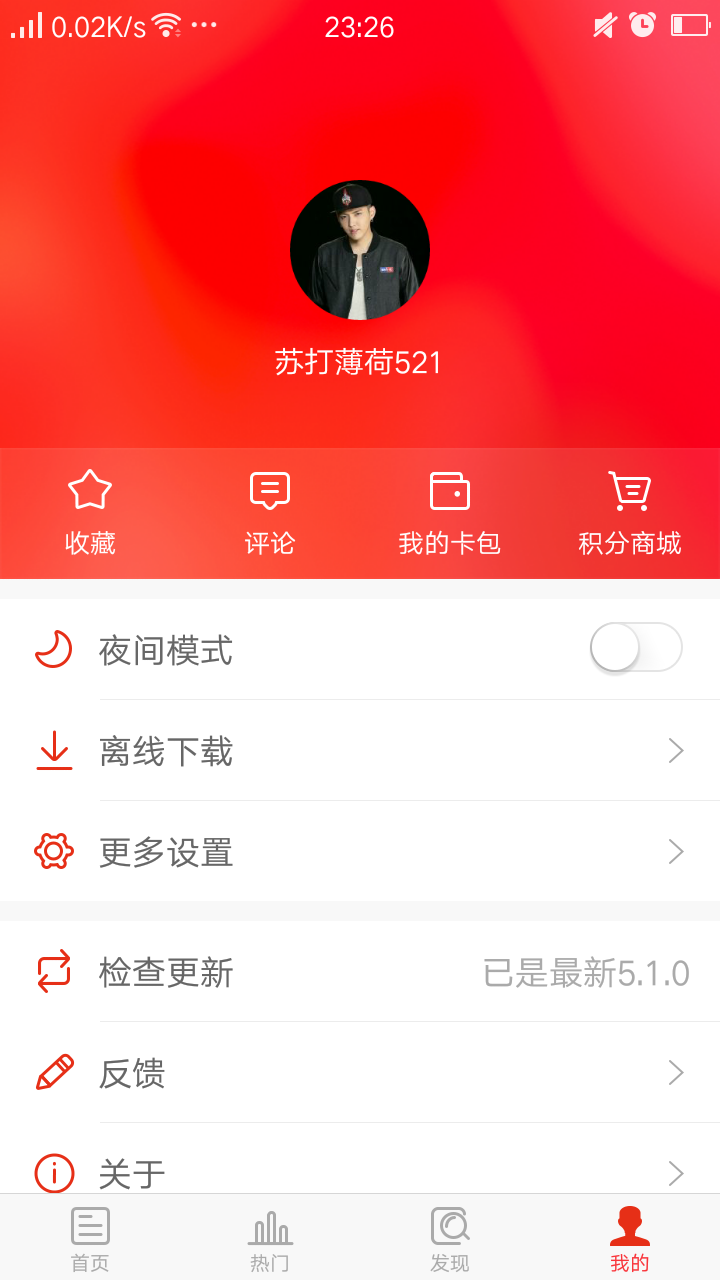 0.02K/s ··· 23:26
苏打薄荷521
收藏 评论 我的卡包 积分商城
夜间模式
离线下载
更多设置
检查更新 已是最新5.1.0
反馈
关于
首页 热门 发现 我的